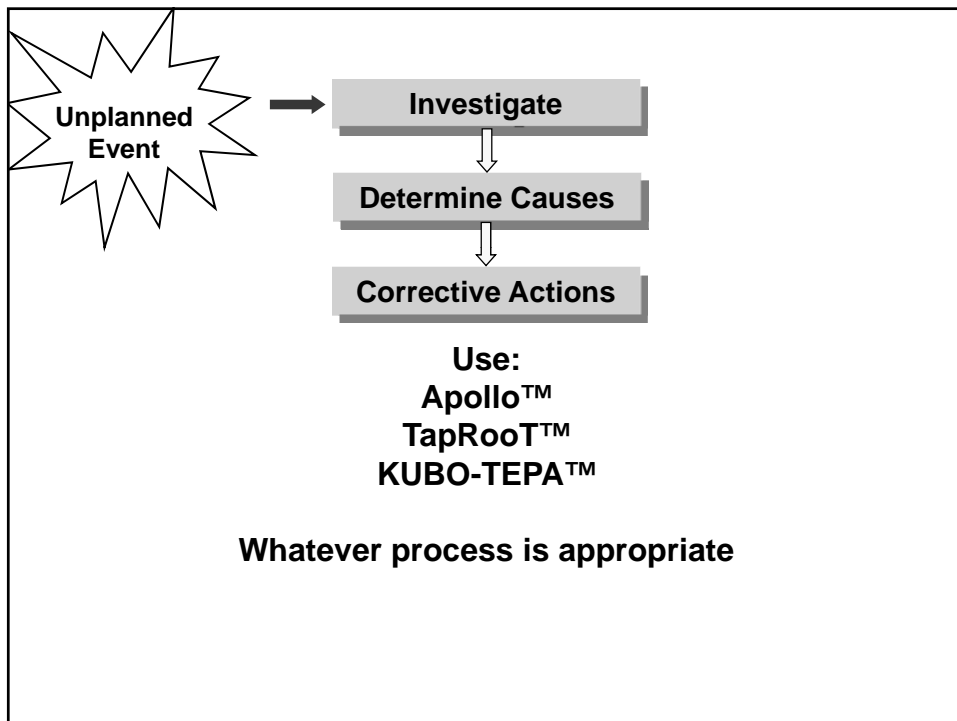 Unplanned
Event
Investigate
Determine Causes
Corrective Actions
Use:
Apollo™
TapRooT™
KUBO-TEPA™
Whatever process is appropriate